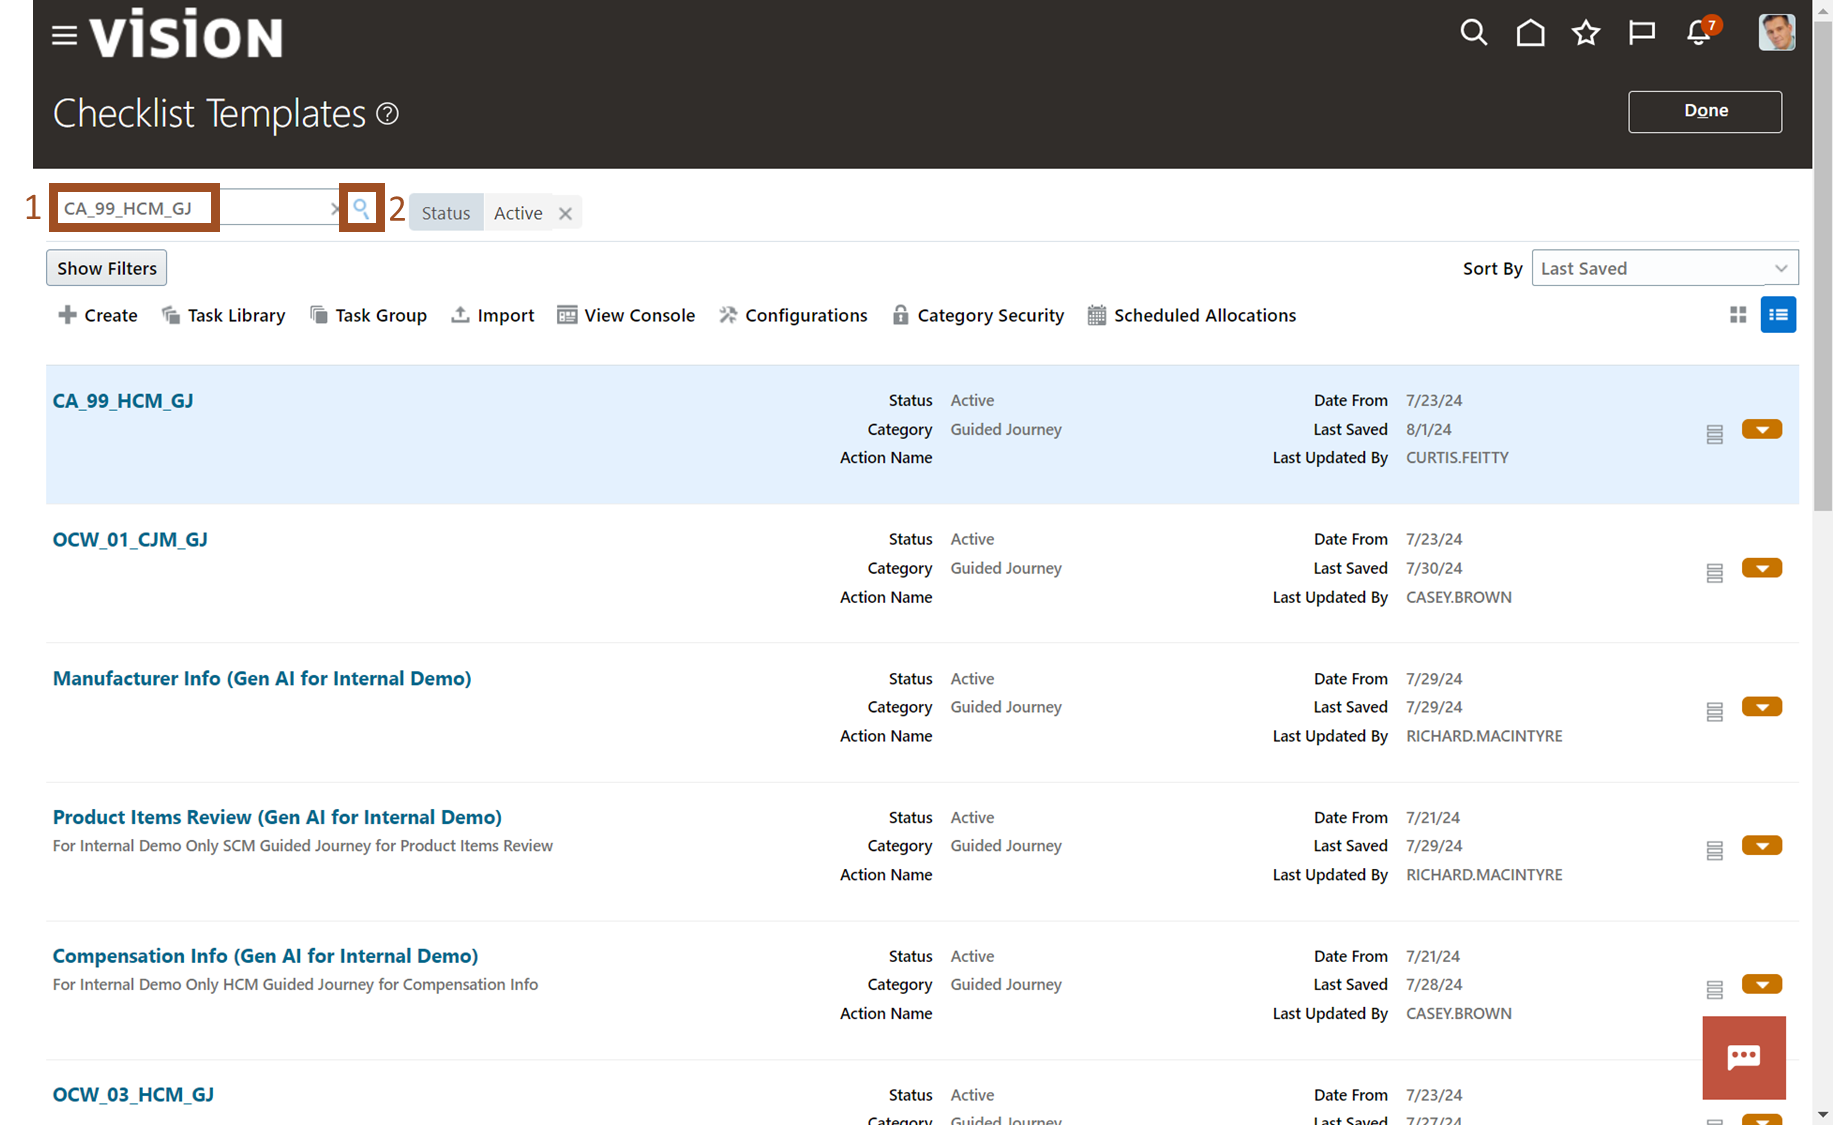 VISION
7
Checklist Templates ?
Done
1 CA_99_HCM_GJ 2 Status Active
Show Filters Sort By Last Saved
Create Task Library Task Group Import View Console Configurations Category Security Scheduled Allocations
CA_99_HCM_GJ Status Active Date From 7/23/24
Category Guided Journey Last Saved 8/1/24
Action Name Last Updated By CURTIS.FEITTY
OCW_01_CJM_GJ Status Active Date From 7/23/24
Category Guided Journey Last Saved 7/30/24
Action Name Last Updated By CASEY.BROWN
Manufacturer Info (Gen AI for Internal Demo) Status Active Date From 7/29/24
Category Guided Journey Last Saved 7/29/24
Action Name Last Updated By RICHARD.MACINTYRE
Product Items Review (Gen AI for Internal Demo) Status Active Date From 7/21/24
For Internal Demo Only SCM Guided Journey for Product Items Review Category Guided Journey Last Saved 7/29/24
Action Name Last Updated By RICHARD.MACINTYRE
Compensation Info (Gen AI for Internal Demo) Status Active Date From 7/21/24
For Internal Demo Only HCM Guided Journey for Compensation Info Category Guided Journey Last Saved 7/28/24
Action Name Last Updated By CASEY.BROWN
OCW_03_HCM_GJ Status Active Date From 7/23/24
Category Guided Journey Last Saved 7/27/24